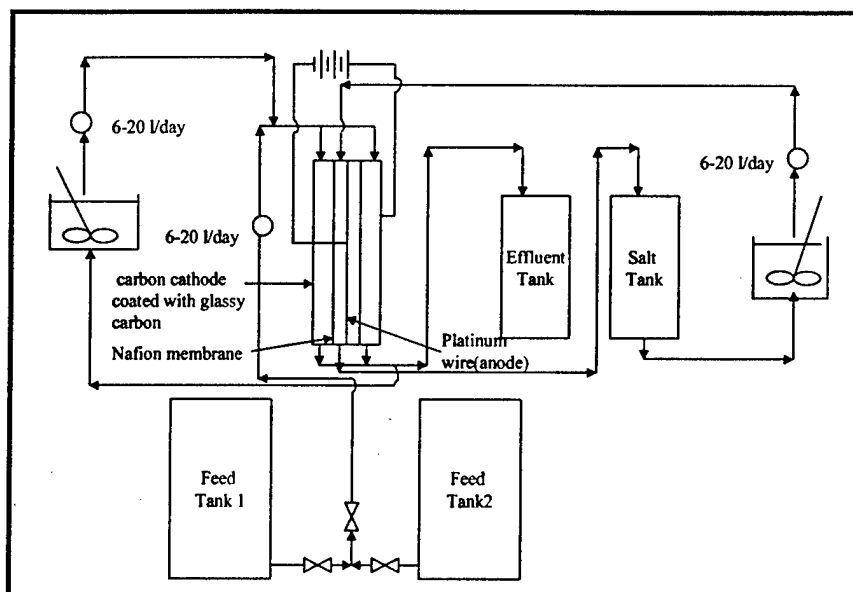 6-20 l/day
6-20 l/day
6-20 l/day
Effluent
Tank
Salt
Tank
carbon cathode
coated with glassy
carbon
Nafion membrane
Platinum
wire(anode)
Feed
Tank 1
Feed
Tank2